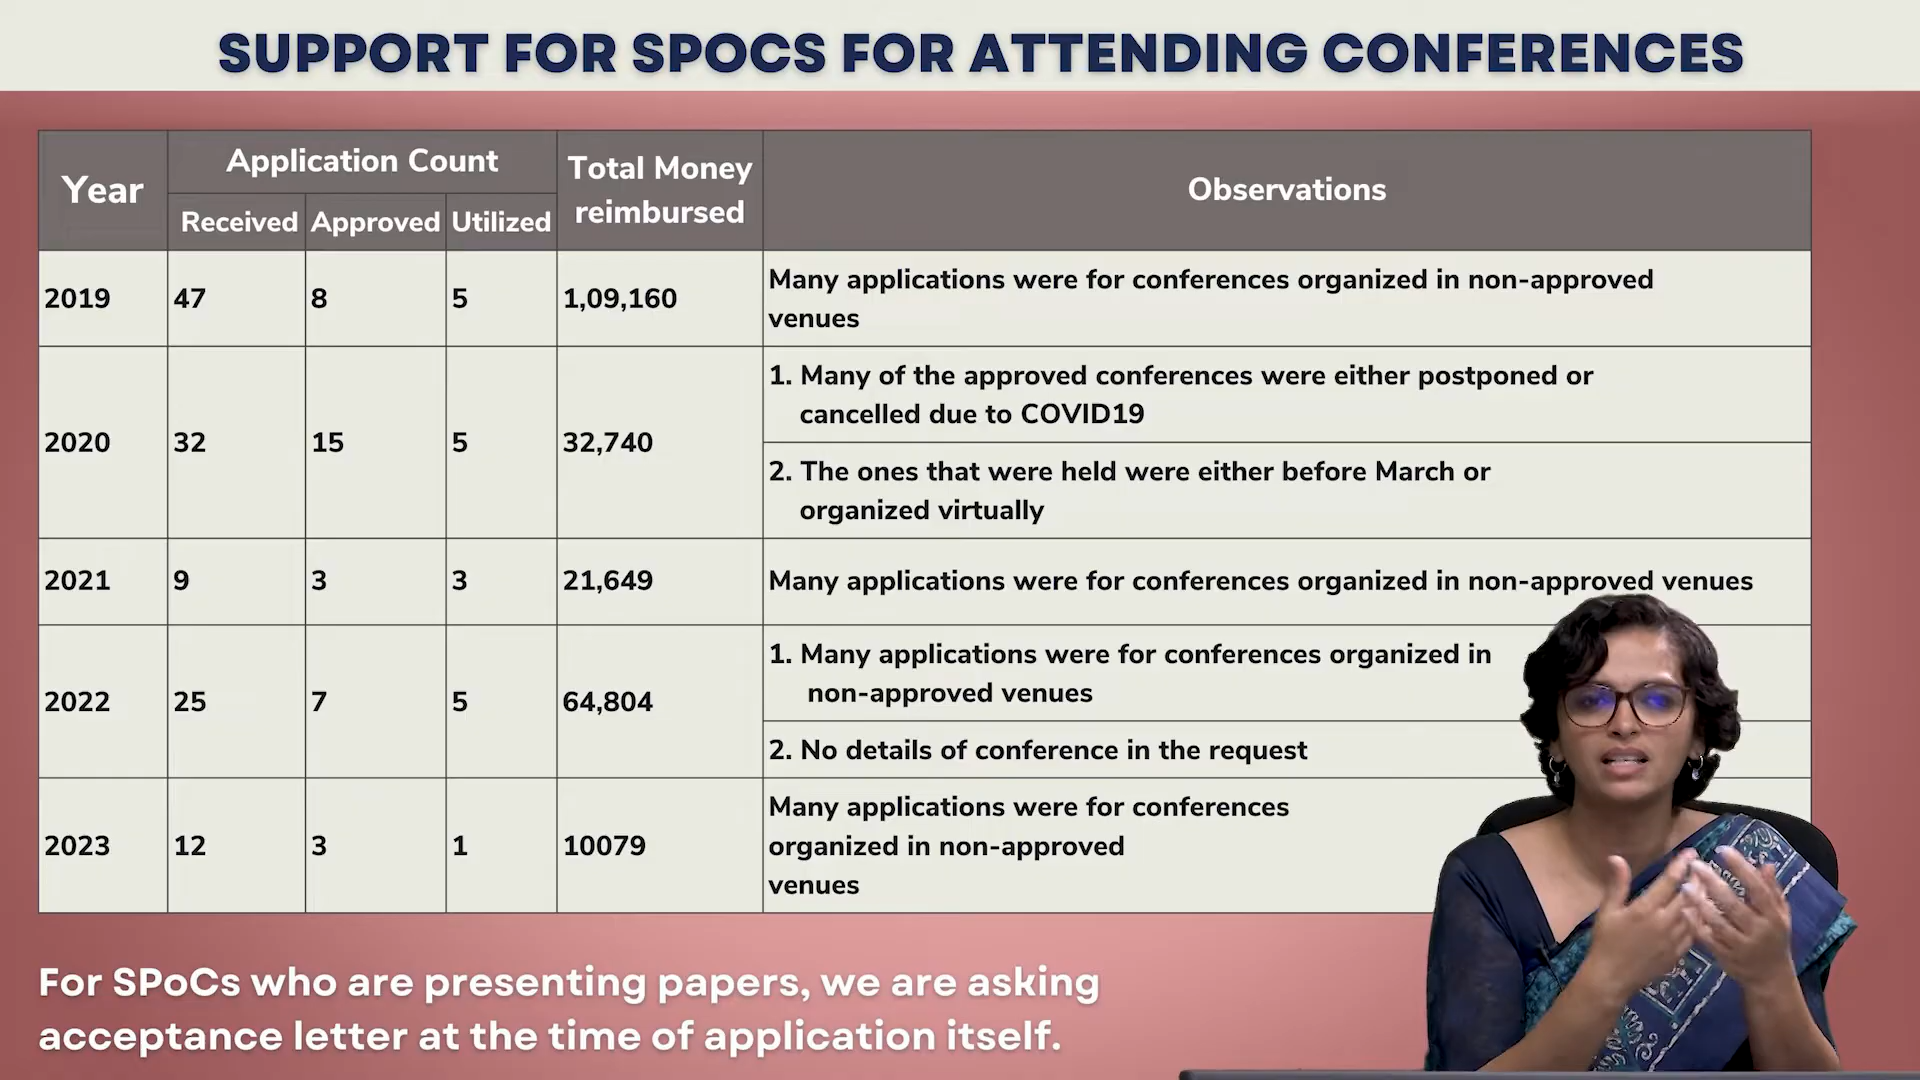 SUPPORT FOR SPOCS FOR ATTENDING CONFERENCES
Year
Application Count
Total Money
reimbursed
Observations
Received
Approved
Utilized
2019
47
8
5
1,09,160
Many applications were for conferences organized in non-approved
venues
2020
32
15
5
32,740
1. Many of the approved conferences were either postponed or
cancelled due to COVID19
2. The ones that were held were either before March or
organized virtually
2021
9
3
3
21,649
Many applications were for conferences organized in non-approved venues
2022
25
7
5
64,804
1. Many applications were for conferences organized in
non-approved venues
2. No details of conference in the request
2023
12
3
1
10079
Many applications were for conferences
organized in non-approved
venues
For SPoCs who are presenting papers, we are asking
acceptance letter at the time of application itself.